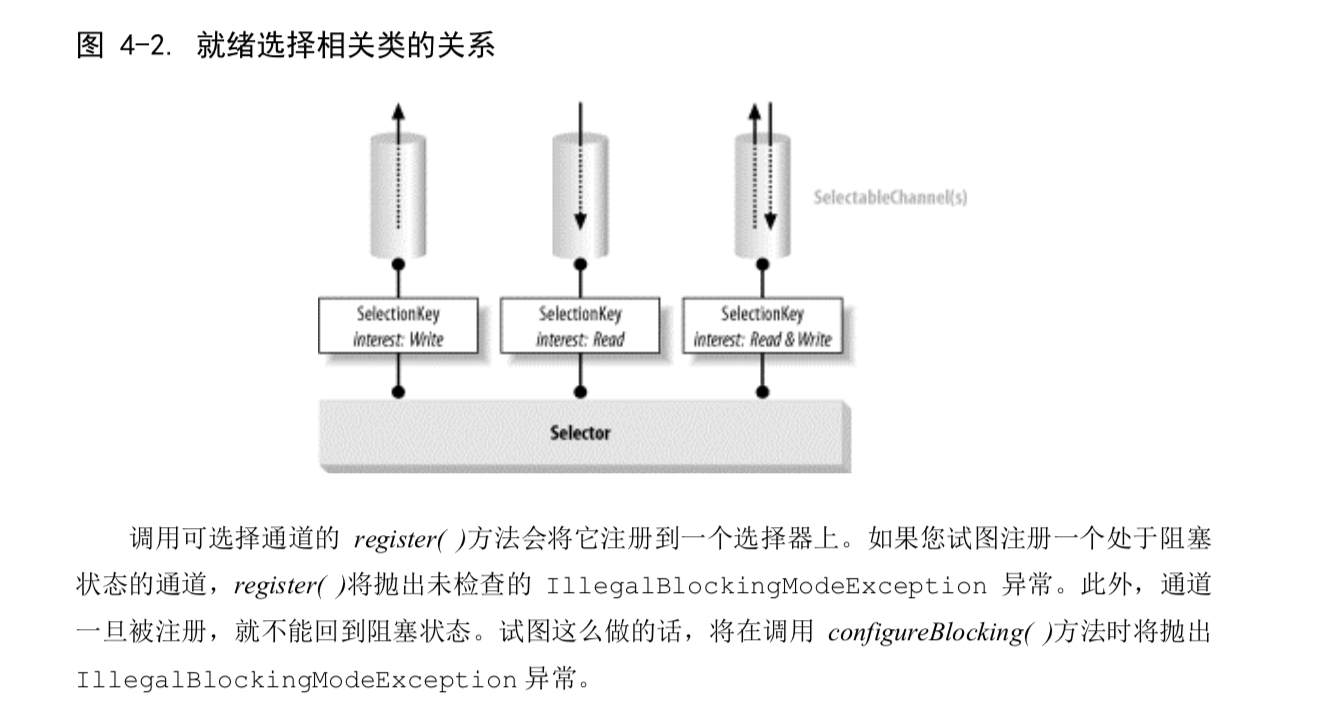 图 4-2. 就绪选择相关类的关系
SelectableChannel(s)
SelectionKey
interest: Write
SelectionKey
interest: Read
SelectionKey
interest: Read & Write
Selector
调用可选择通道的 register( )方法会将它注册到一个选择器上。如果您试图注册一个处于阻塞
状态的通道，register( )将抛出未检查的 IllegalBlockingModeException 异常。此外，通道
一旦被注册，就不能回到阻塞状态。试图这么做的话，将在调用 configureBlocking( )方法时将抛出
IllegalBlockingModeException 异常。